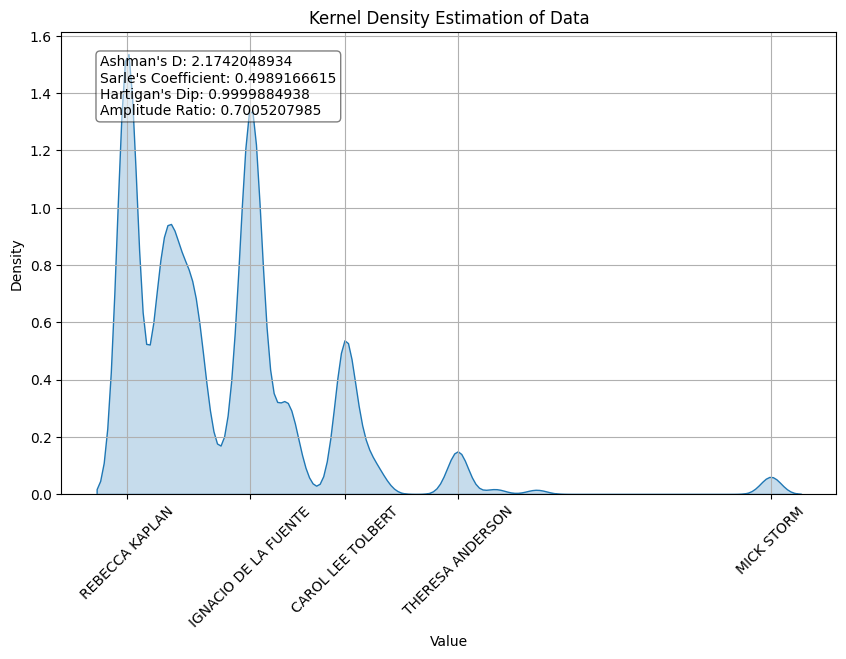 Kernel Density Estimation of Data
1.6
1.4
1.2
1.0
0.8
0.6
0.4
0.2
0.0
Density
Ashman's D: 2.1742048934
Sarle's Coefficient: 0.4989166615
Hartigan's Dip: 0.9999884938
Amplitude Ratio: 0.7005207985
REBECCA KAPLAN
IGNACIO DE LA FUENTE
CAROL LEE TOLBERT
THERESA ANDERSON
MICK STORM
Value